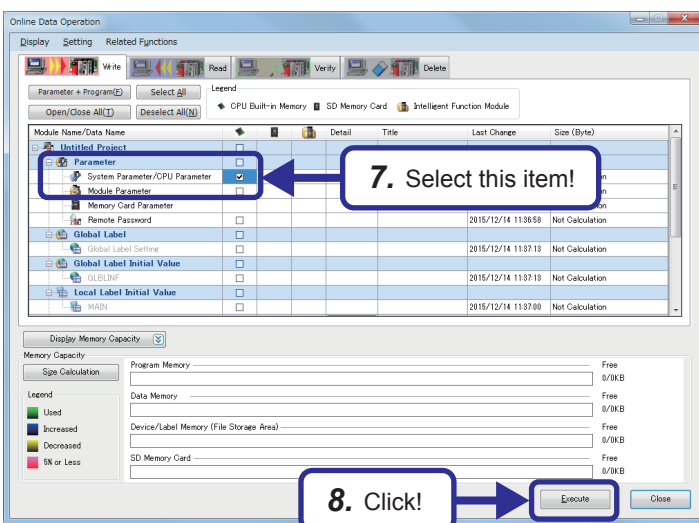 Online Data Operation
Display Setting Related Functions
Write Read Verify Delete
Parameter + Program(F) Select All
Open/Close All(T) Deselect All(N)
Legend
CPU Built-in Memory SD Memory Card Intelligent Function Module
Module Name/Data Name Detail Title Last Change Size (Byte)
Untitled Project
Parameter
System Parameter/CPU Parameter
Module Parameter
Memory Card Parameter
Remote Password 2015/12/14 11:36:58 Not Calculation
Global Label
Global Label Setting 2015/12/14 11:37:13 Not Calculation
Global Label Initial Value
GLBLINF 2015/12/14 11:37:13 Not Calculation
Local Label Initial Value
MAIN 2015/12/14 11:37:00 Not Calculation
7. Select this item!
Display Memory Capacity
Memory Capacity
Size Calculation
Legend
Used
Increased
Decreased
5% or Less
Program Memory Free
0/0KB
Data Memory Free
0/0KB
Device/Label Memory (File Storage Area) Free
0/0KB
SD Memory Card Free
0/0KB
8. Click!
Execute Close